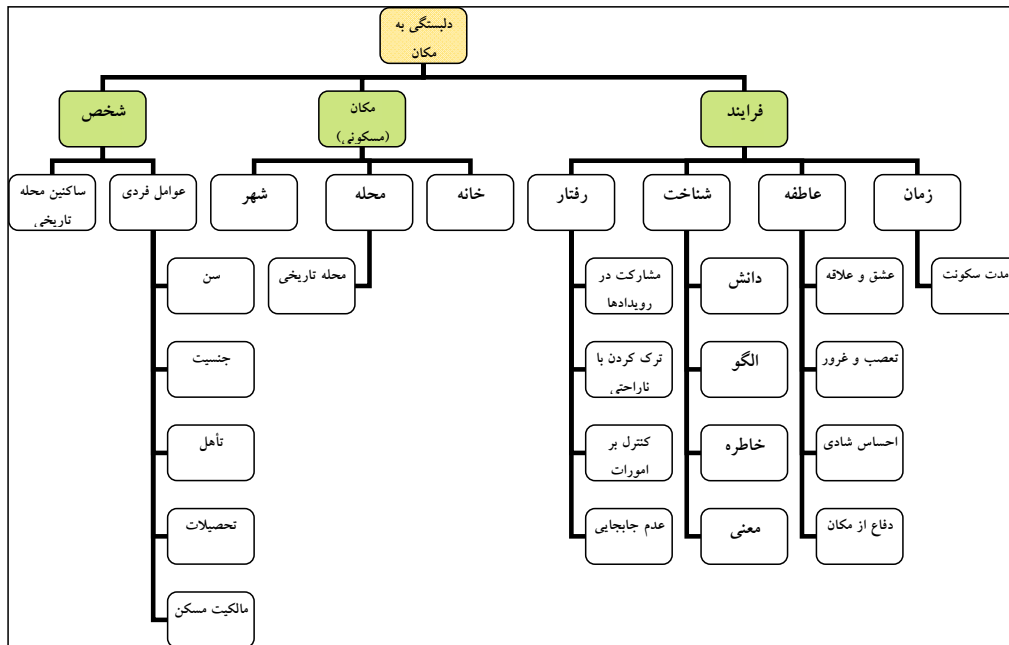 دلبستگی به
مکان
فرایند
مکان
(مسکونی)
شخص
زمان
عاطفه
شناخت
رفتار
خانه
محله
شهر
عوامل فردی
ساکنین محله
تاریخی
مدت سکونت
عشق و علاقه
دانش
مشارکت در
رویدادها
محله تاریخی
سن
تعصب و غرور
الگو
ترک کردن با
ناراحتی
جنسیت
احساس شادی
خاطره
کنترل بر
امورات
تأهل
دفاع از مکان
معنی
عدم جابجایی
تحصیلات
مالکیت مسکن